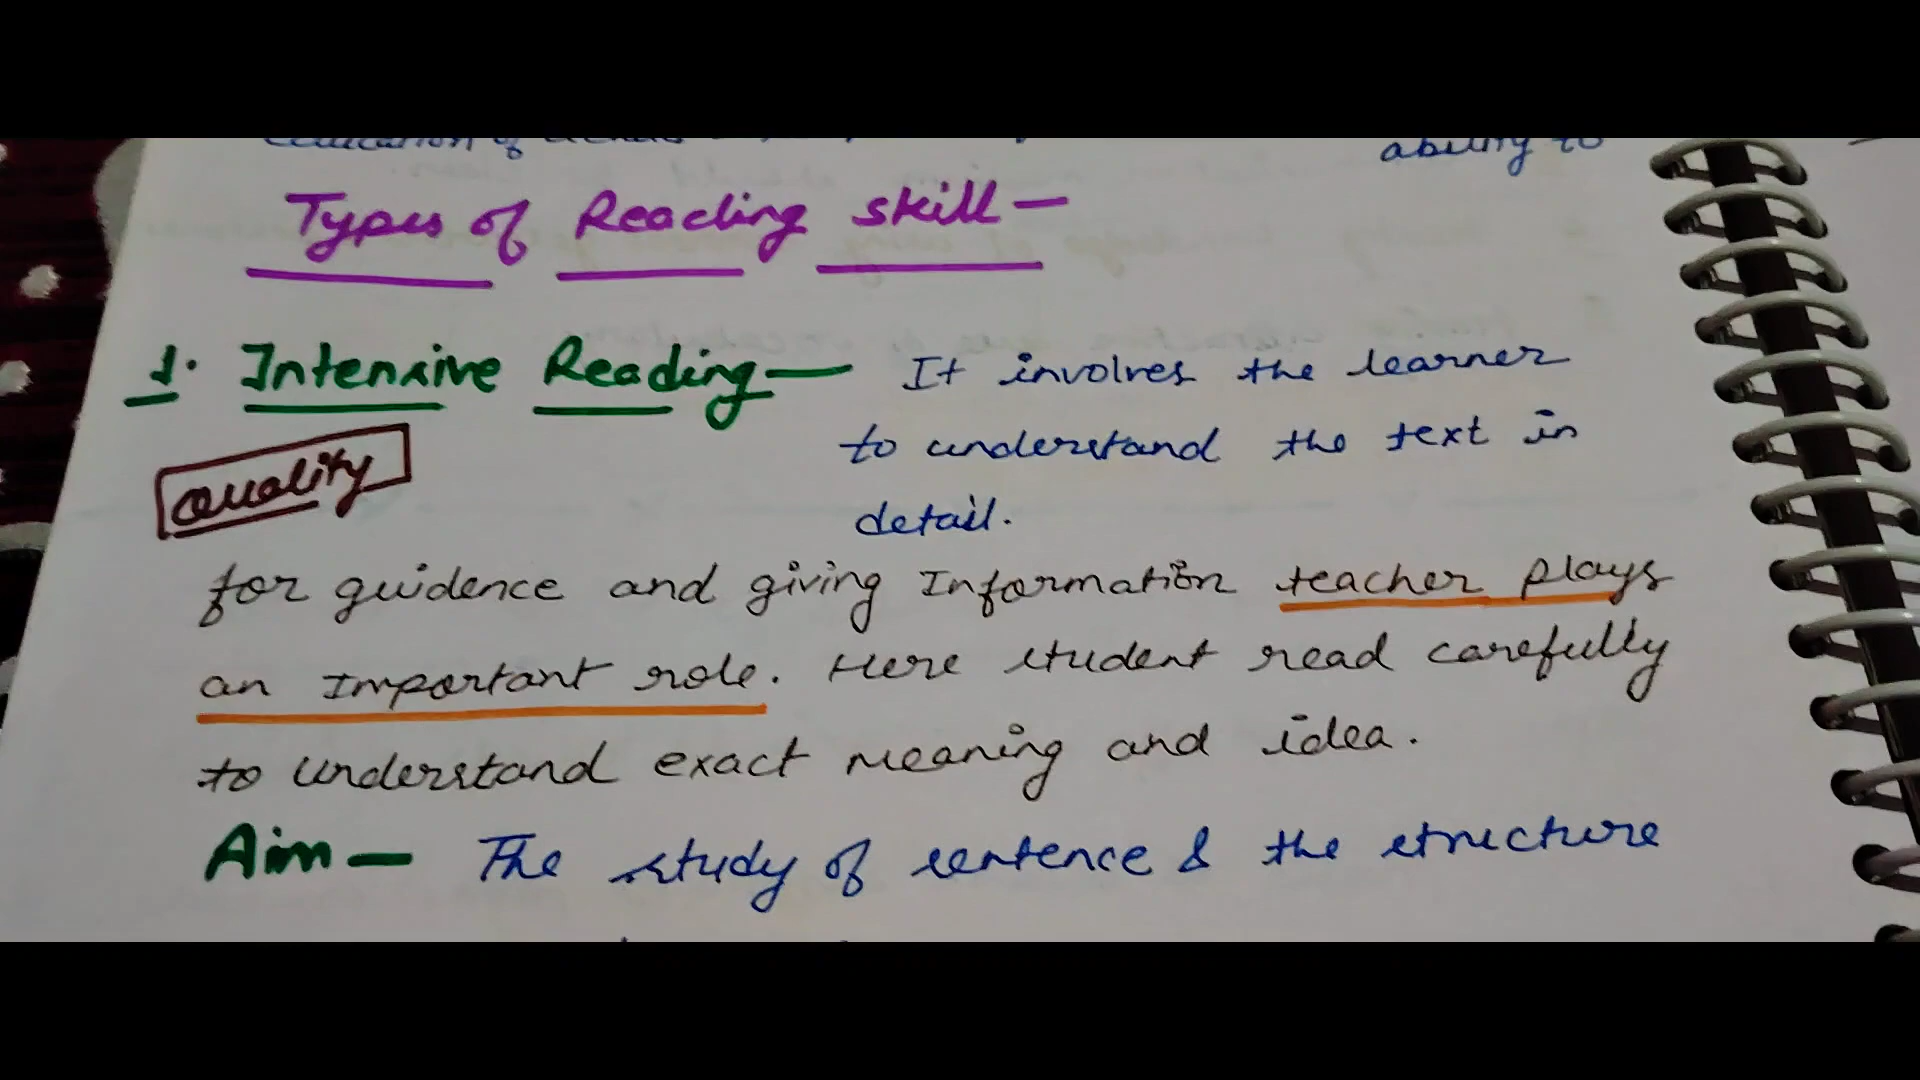 ability to
Types of Reading skill-
1. Intensive Reading- It involves the learner
Quality
to understand the text in
detail.
for guidence and giving Information teacher plays
an Important role. Here student read carefully
to understand exact meaning and idea.
Aim- The study of sentence & the structure